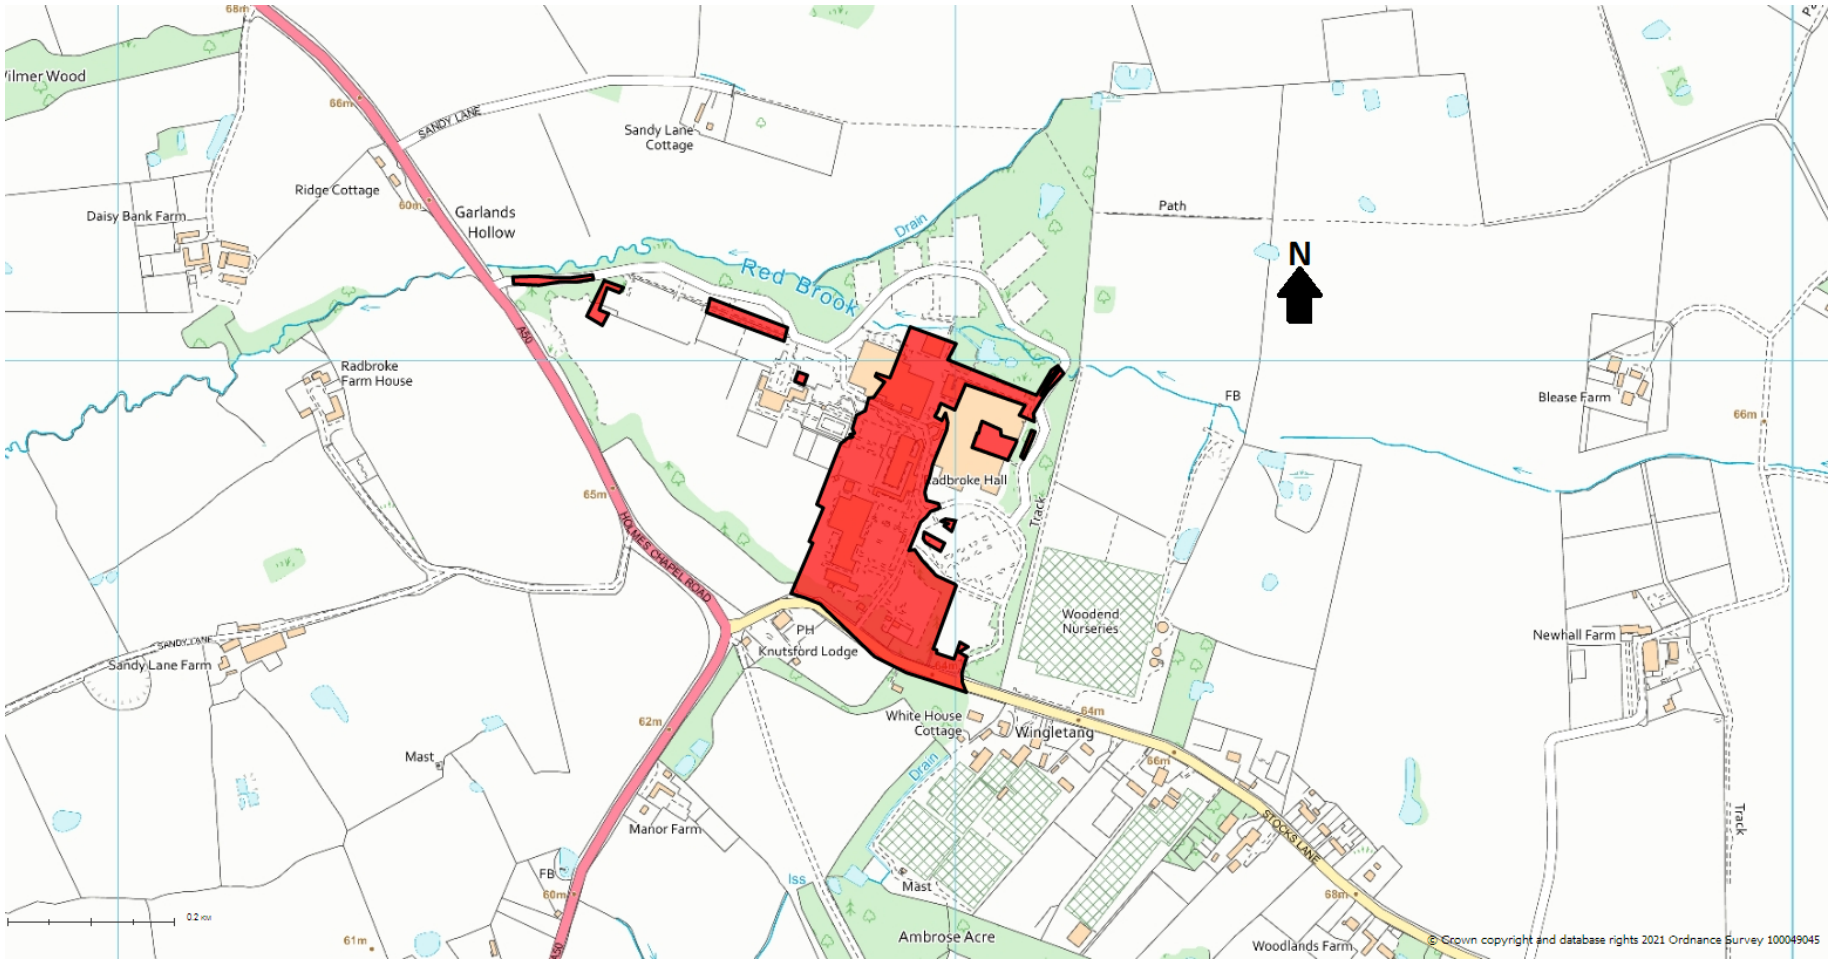 68m
Vilmer Wood
66m
SANDY LANE
Sandy Lane
Cottage
Ridge Cottage
60m
Daisy Bank Farm
Garlands
Hollow
Drain
Path
N
Red Brook
A50
Radbroke
Farm House
FB
Blease Farm
66m
Radbroke Hall
65m
Track
HOLMES CHAPEL ROAD
Woodend
Nurseries
PH
Knutsford Lodge
SANDY LANE
Sandy Lane Farm
Newhall Farm
64m
62m
White House
Cottage
64m
Wingletang
66m
Mast
Drain
Manor Farm
STOCKS LANE
Track
FB
60m
Iss
Mast
68m
0.2 KM
61m
A50
Ambrose Acre
Woodlands Farm
© Crown copyright and database rights 2021 Ordnance Survey 100049045